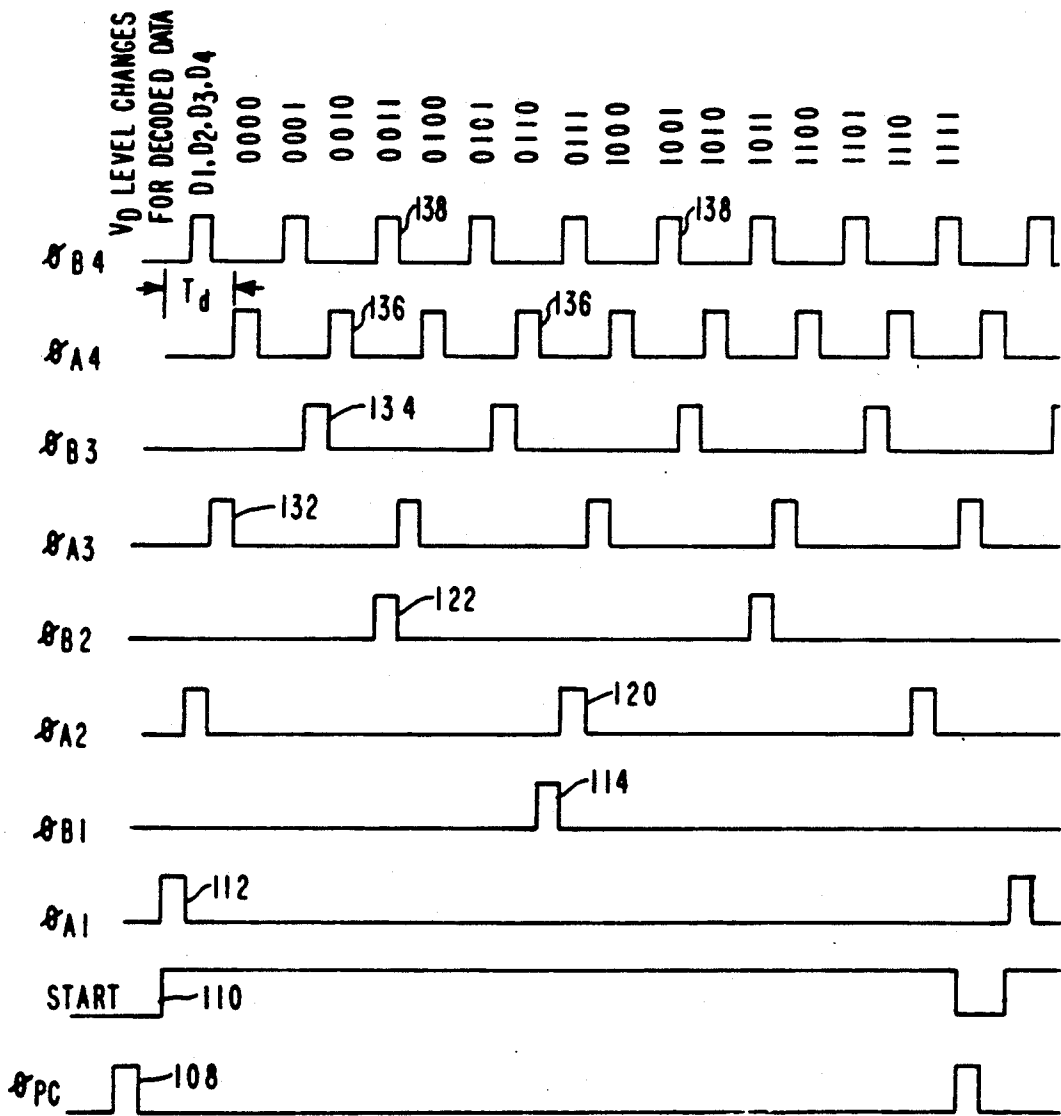 VD LEVEL CHANGES
FOR DECODED DATA
D1,D2,D3,D4
0000
0001
0010
0011
0100
0101
0110
0111
1000
1001
1010
1011
1100
1101
1110
1111
ØB4
138
138
Td
ØA4
136
136
ØB3
134
ØA3
132
ØB2
122
ØA2
120
ØB1
114
ØA1
112
START
110
ØPC
108